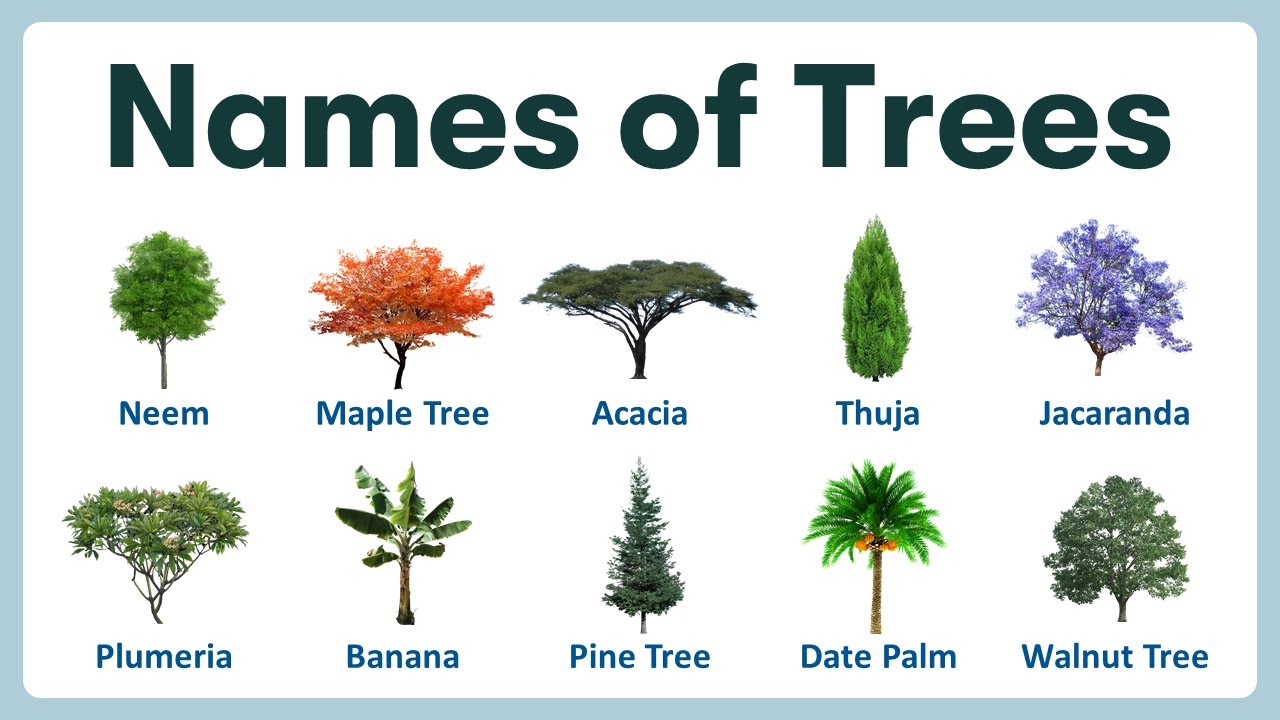 Names of Trees
Neem
Maple Tree
Acacia
Thuja
Jacaranda
Plumeria
Banana
Pine Tree
Date Palm
Walnut Tree